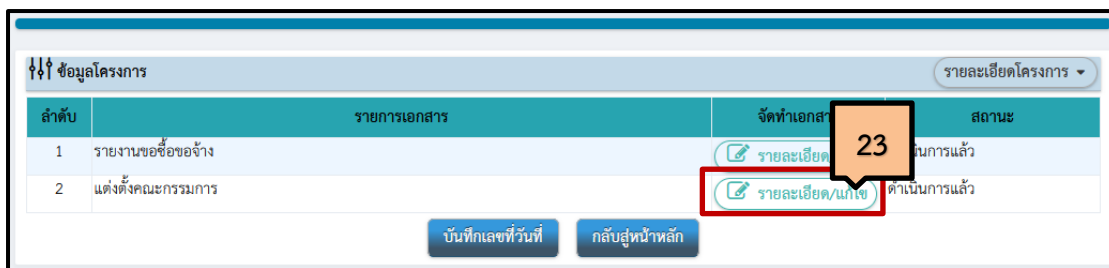 ข้อมูลโครงการ รายละเอียดโครงการ
ลำดับ รายการเอกสาร จัดทำเอกสาร สถานะ
23
1 รายงานขอซื้อขอจ้าง รายละเอียด นินการแล้ว
2 แต่งตั้งคณะกรรมการ รายละเอียด/แก้ไข ดำเนินการแล้ว
บันทึกเลขที่วันที่ กลับสู่หน้าหลัก